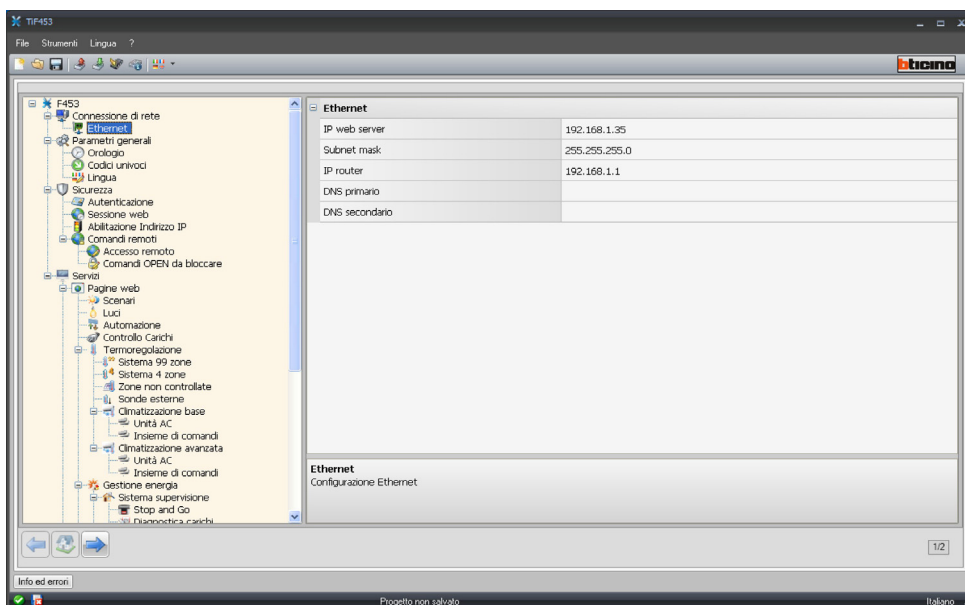 TIF453
File Strumenti Lingua ?
bticino
F453
Connessione di rete
Ethernet
Parametri generali
Orologio
Codici univoci
Lingua
Sicurezza
Autenticazione
Sessione web
Abilitazione Indirizzo IP
Comandi remoti
Accesso remoto
Comandi OPEN da bloccare
Servizi
Pagine web
Scenari
Luci
Automazione
Controllo Carichi
Termoregolazione
Sistema 99 zone
Sistema 4 zone
Zone non controllate
Sonde esterne
Climatizzazione base
Unità AC
Insieme di comandi
Climatizzazione avanzata
Unità AC
Insieme di comandi
Gestione energia
Sistema supervisione
Stop and Go
Diagnostica carichi
Ethernet
IP web server 192.168.1.35
Subnet mask 255.255.255.0
IP router 192.168.1.1
DNS primario
DNS secondario
Ethernet
Configurazione Ethernet
1/2
Info ed errori
Progetto non salvato Italiano